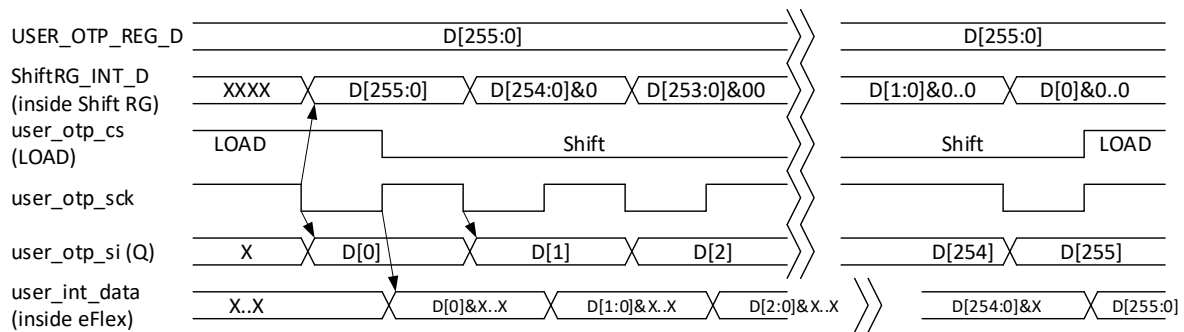 USER_OTP_REG_D D[255:0] D[255:0]
ShiftRG_INT_D
(inside Shift RG) XXXX D[255:0] D[254:0]&0 D[253:0]&00 D[1:0]&0..0 D[0]&0..0
user_otp_cs
(LOAD) LOAD Shift Shift LOAD
user_otp_sck
user_otp_si (Q) X D[0] D[1] D[2] D[254] D[255]
user_int_data
(inside eFlex) X..X D[0]&X..X D[1:0]&X..X D[2:0]&X..X D[254:0]&X D[255:0]